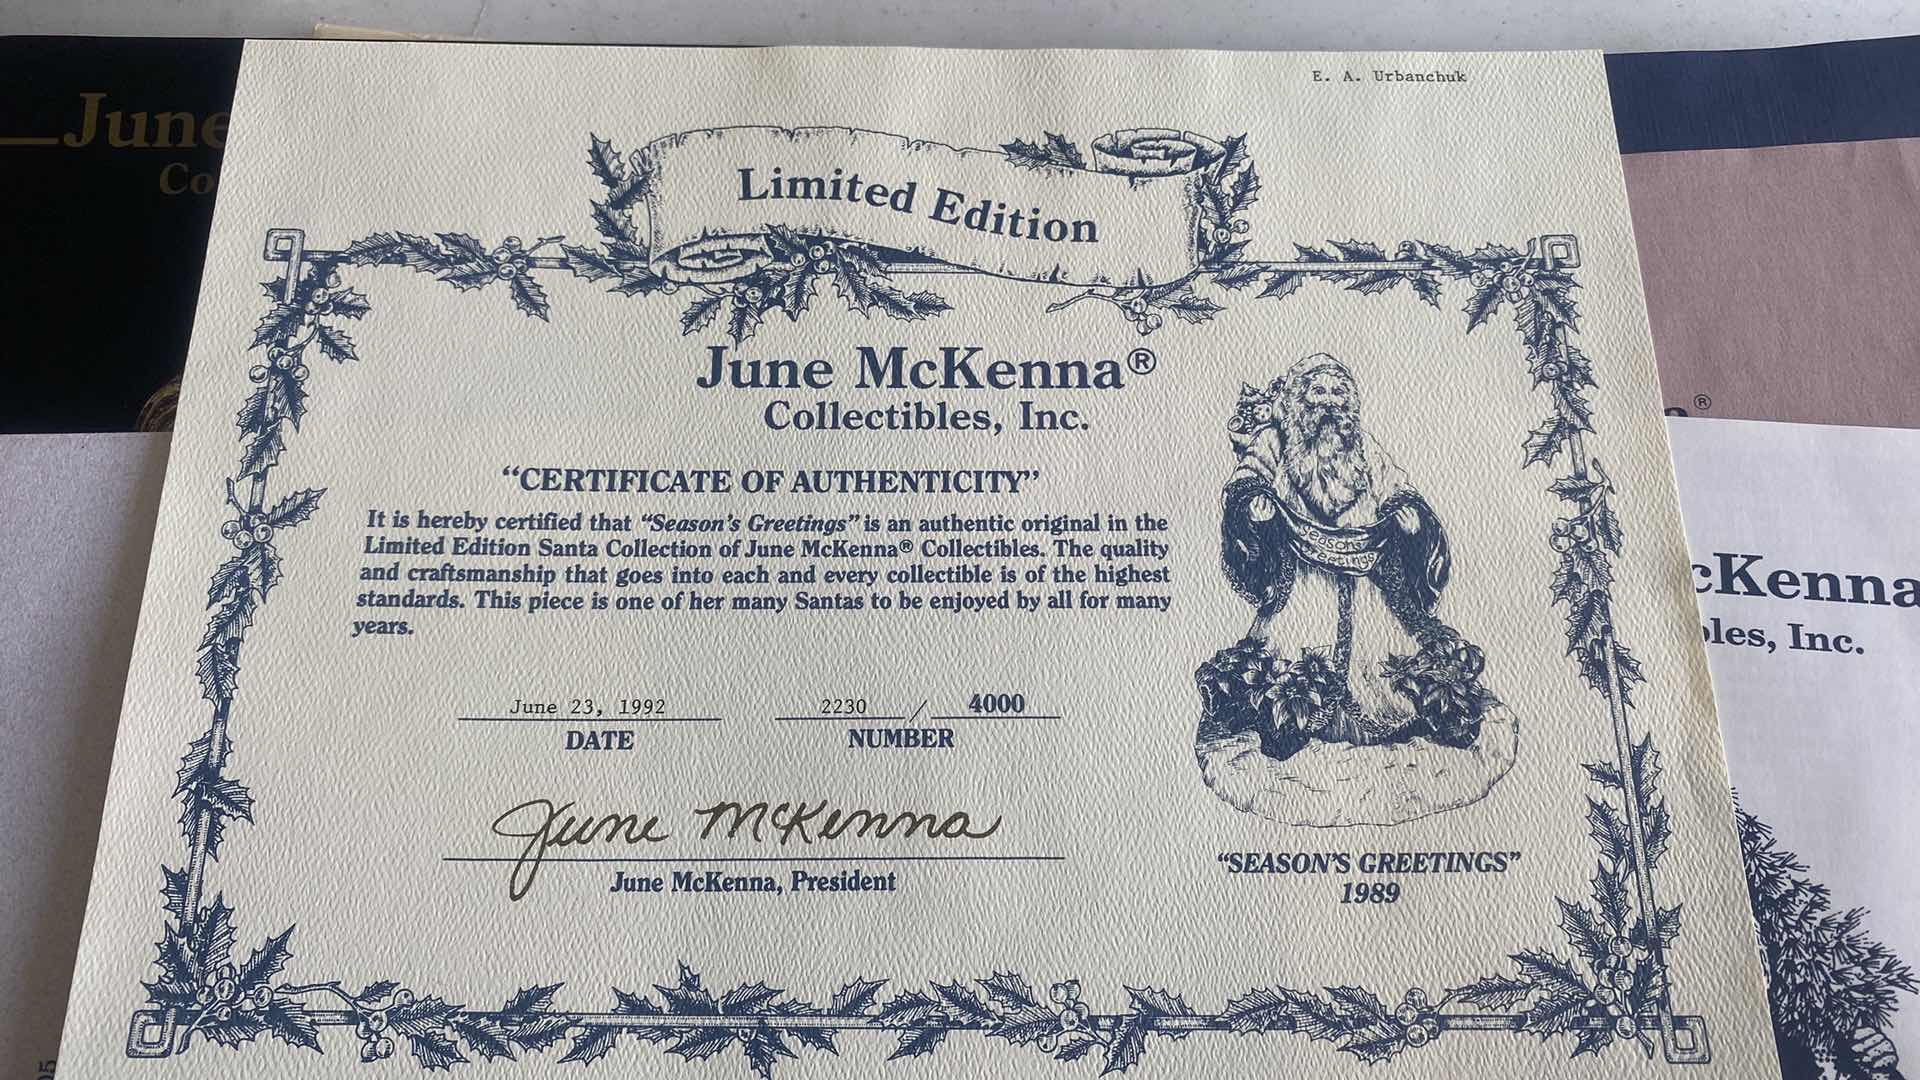 E. A. Urbanchuk
June
Co
Limited Edition
June McKenna®
Collectibles, Inc.
“CERTIFICATE OF AUTHENTICITY”
It is hereby certified that “Season’s Greetings” is an authentic original in the
Limited Edition Santa Collection of June McKenna® Collectibles. The quality
and craftsmanship that goes into each and every collectible is of the highest
standards. This piece is one of her many Santas to be enjoyed by all for many
years.
June 23, 1992 2230 / 4000
DATE NUMBER
June McKenna
June McKenna, President
Seasons
Greetings
“SEASON’S GREETINGS”
1989
®
cKenna
les, Inc.